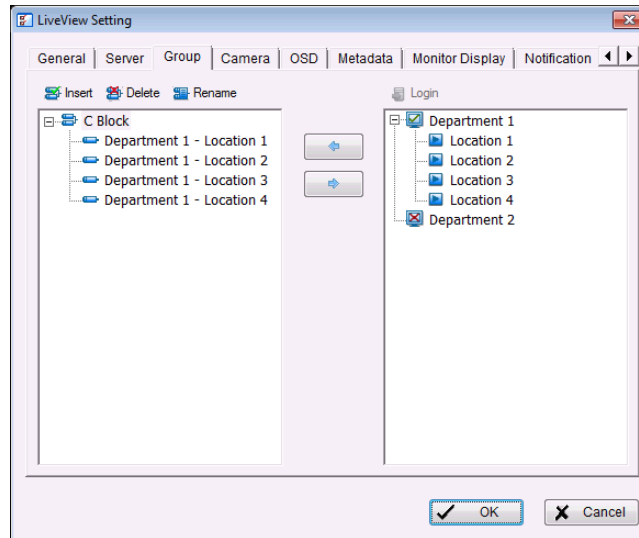 LiveView Setting
General Server Group Camera OSD Metadata Monitor Display Notification
Insert Delete Rename
Login
C Block
Department 1 - Location 1
Department 1 - Location 2
Department 1 - Location 3
Department 1 - Location 4
Department 1
Location 1
Location 2
Location 3
Location 4
Department 2
OK Cancel